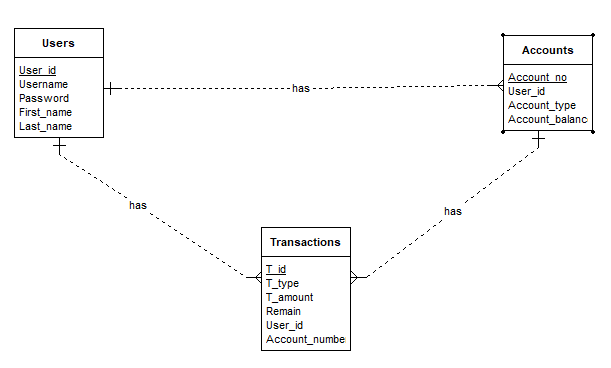 Users
User_id
Username
Password
First_name
Last_name
has
Accounts
Account_no
User_id
Account_type
Account_balanc
has
has
Transactions
T_id
T_type
T_amount
Remain
User_id
Account_numbe